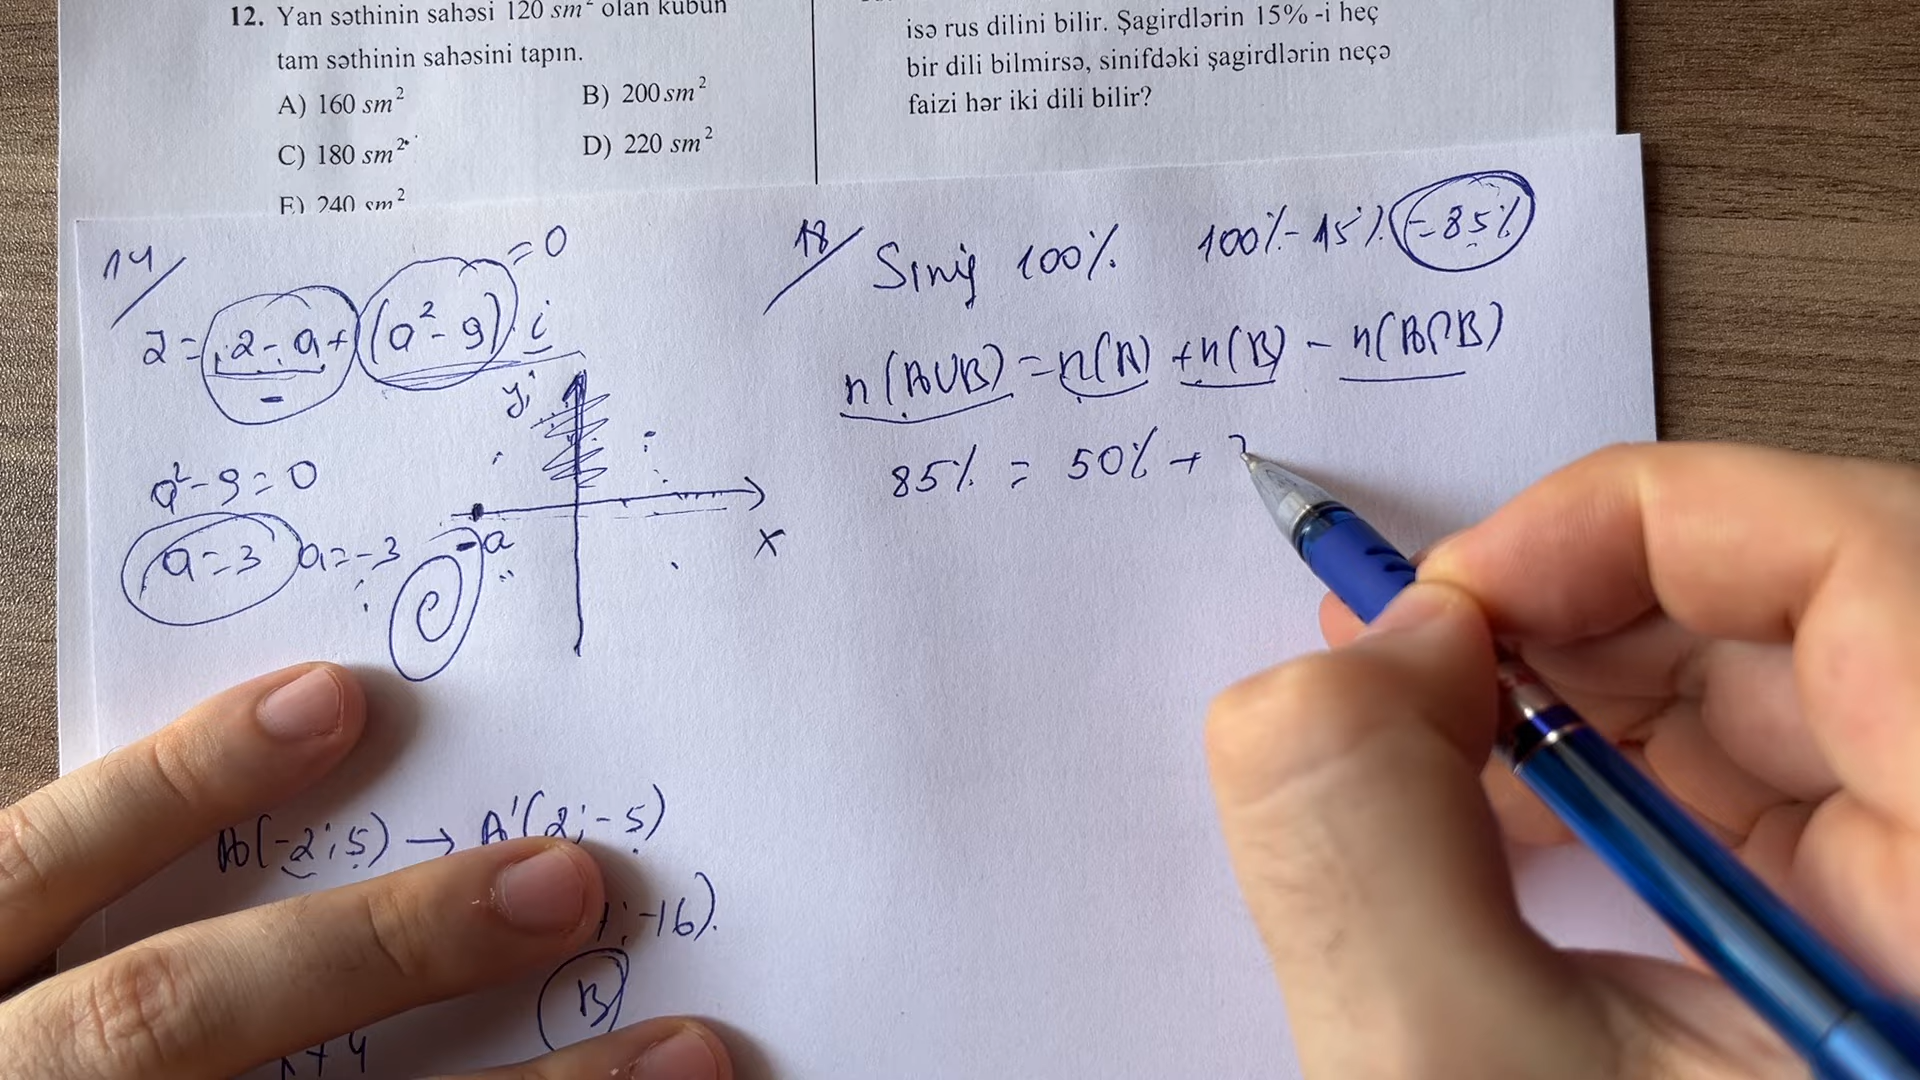 12. Yan səthinin sahəsi 120 sm² olan kubun
tam səthinin sahəsini tapın.
A) 160 sm²
B) 200 sm²
C) 180 sm²
D) 220 sm²
E) 240 sm²
isə rus dilini bilir. Şagirdlərin 15% -i heç
bir dili bilmirsə, sinifdəki şagirdlərin neçə
faizi hər iki dili bilir?
14/
z = 2 - a + (a² - 9) i
= 0
a² - 9 = 0
a = 3 a = -3
y
x
-a
e
A(-2; 5) → A'(2; -5)
; -16).
B
+ 4
18/ Sinif 100% 100% - 15% = 85%
n(A∪B) = n(A) + n(B) - n(A∩B)
85% = 50% +